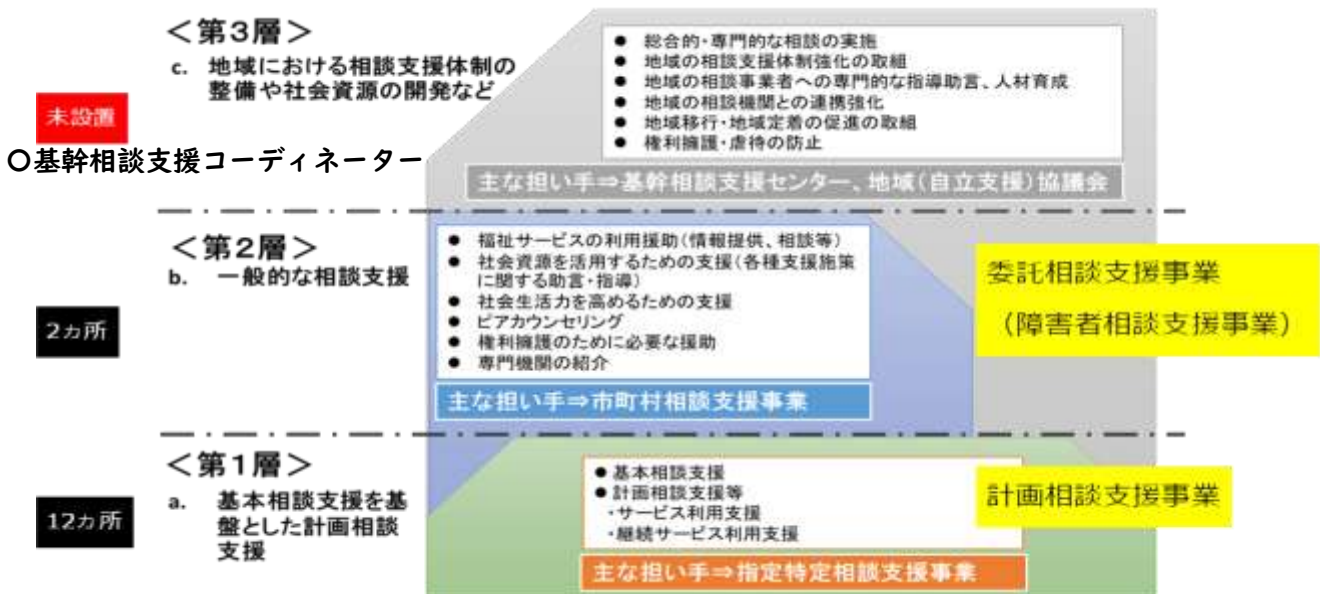 ＜第３層＞
c. 地域における相談支援体制の
整備や社会資源の開発など
未設置
〇基幹相談支援コーディネーター
● 総合的・専門的な相談の実施
● 地域の相談支援体制強化の取組
● 地域の相談事業者への専門的な指導助言、人材育成
● 地域の相談機関との連携強化
● 地域移行・地域定着の促進の取組
● 権利擁護・虐待の防止
主な担い手⇒基幹相談支援センター、地域（自立支援）協議会
＜第２層＞
b. 一般的な相談支援
2ヵ所
● 福祉サービスの利用援助（情報提供、相談等）
● 社会資源を活用するための支援（各種支援施策
に関する助言・指導）
● 社会生活力を高めるための支援
● ピアカウンセリング
● 権利擁護のために必要な援助
● 専門機関の紹介
主な担い手⇒市町村相談支援事業
委託相談支援事業
（障害者相談支援事業）
＜第１層＞
a. 基本相談支援を基
盤とした計画相談
支援
12ヵ所
●基本相談支援
●計画相談支援等
・サービス利用支援
・継続サービス利用支援
主な担い手⇒指定特定相談支援事業
計画相談支援事業